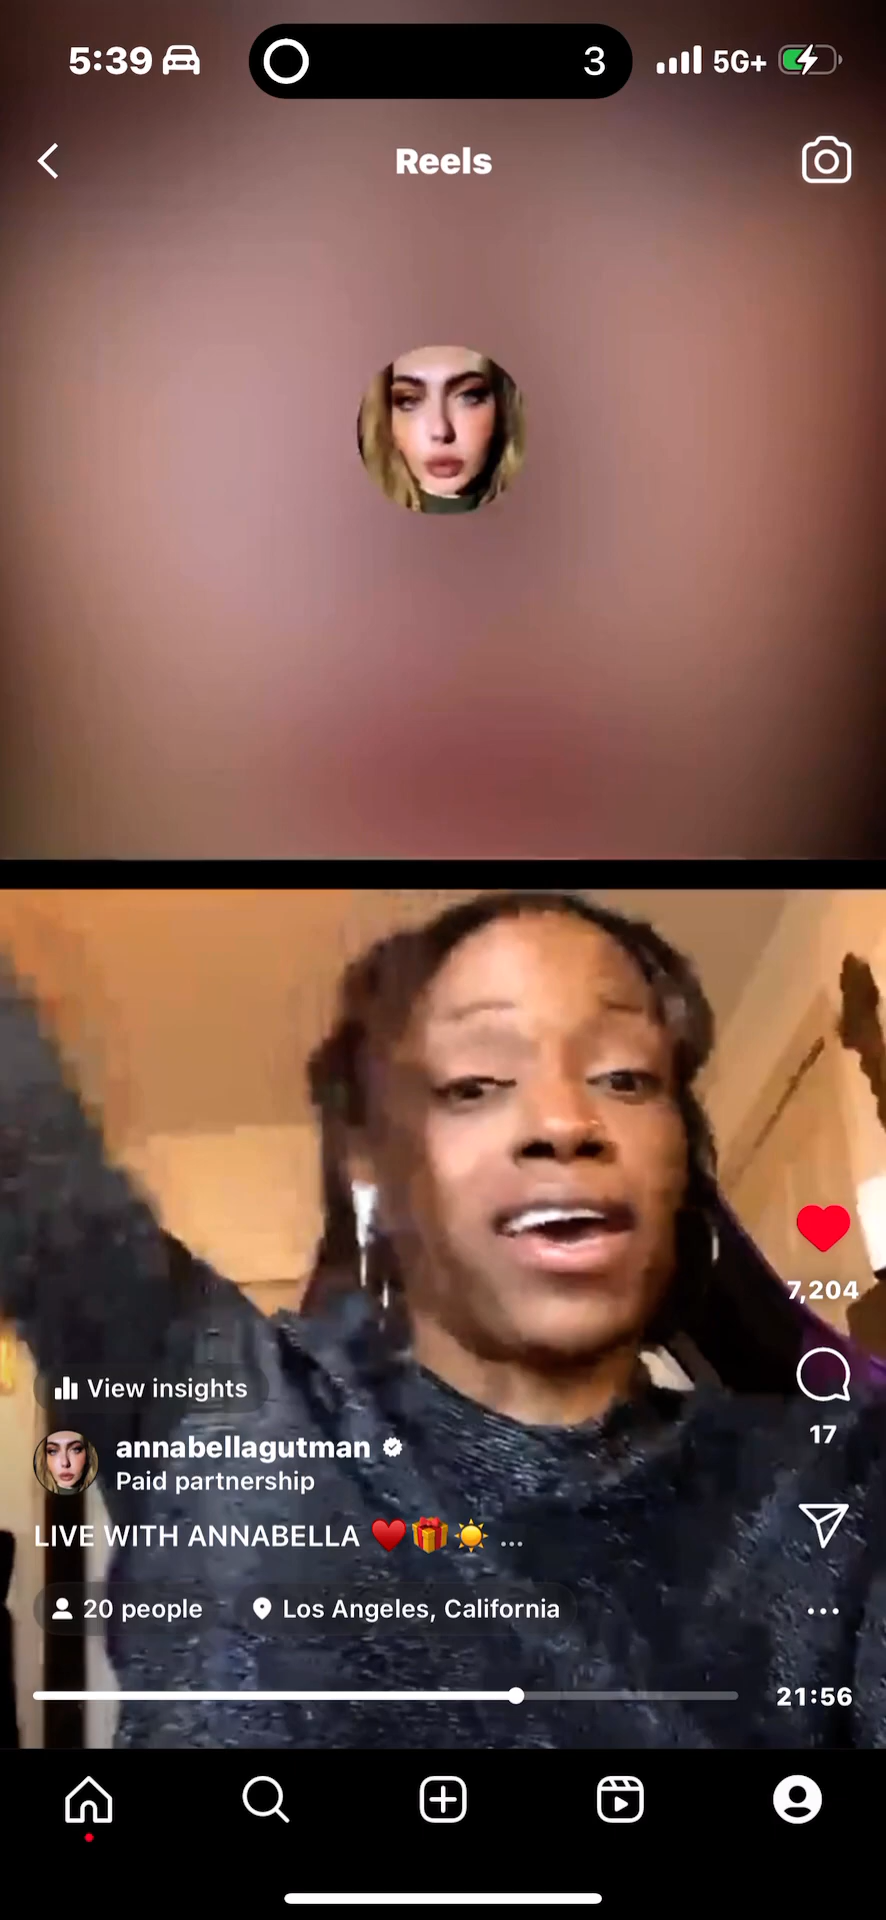 5:39
3
5G+
Reels
7,204
View insights
17
annabellagutman
Paid partnership
LIVE WITH ANNABELLA ♥️🎁☀️ ...
20 people
Los Angeles, California
21:56